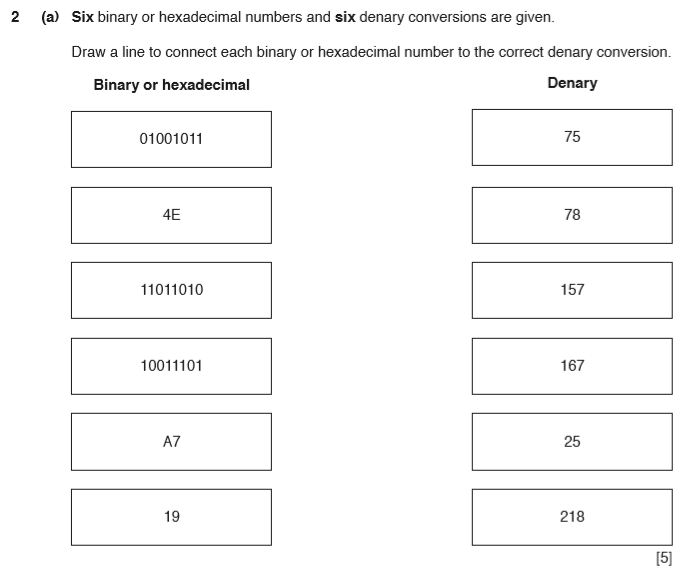 2 (a) Six binary or hexadecimal numbers and six denary conversions are given.
Draw a line to connect each binary or hexadecimal number to the correct denary conversion.
Binary or hexadecimal Denary
01001011 75
4E 78
11011010 157
10011101 167
A7 25
19 218
[5]